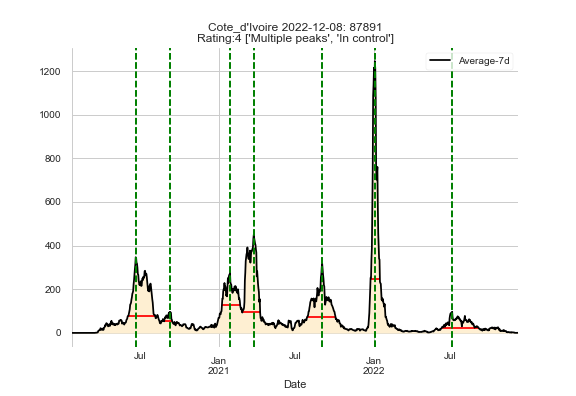 Cote_d'Ivoire 2022-12-08: 87891
Rating:4 ['Multiple peaks', 'In control']
Average-7d
1200
1000
800
600
400
200
0
Jul
Jan
2021
Jul
Jan
2022
Jul
Date